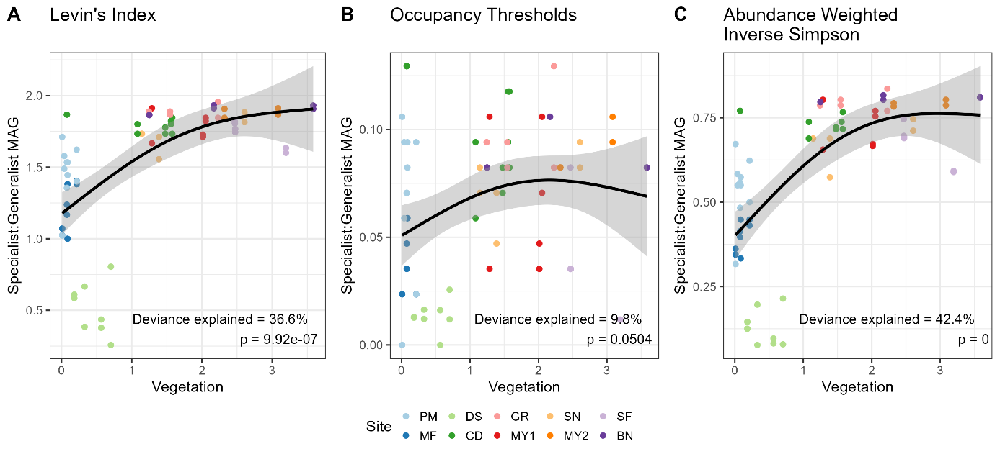 A Levin's Index
B Occupancy Thresholds
C Abundance Weighted
Inverse Simpson
Specialist:Generalist MAG
2.0
1.5
1.0
0.5
Deviance explained = 36.6%
p = 9.92e-07
0 1 2 3
Vegetation
Specialist:Generalist MAG
0.10
0.05
0.00
Deviance explained = 9.8%
p = 0.0504
0 1 2 3
Vegetation
Specialist:Generalist MAG
0.75
0.50
0.25
Deviance explained = 42.4%
p = 0
0 1 2 3
Vegetation
Site
PM DS GR SN SF
MF CD MY1 MY2 BN